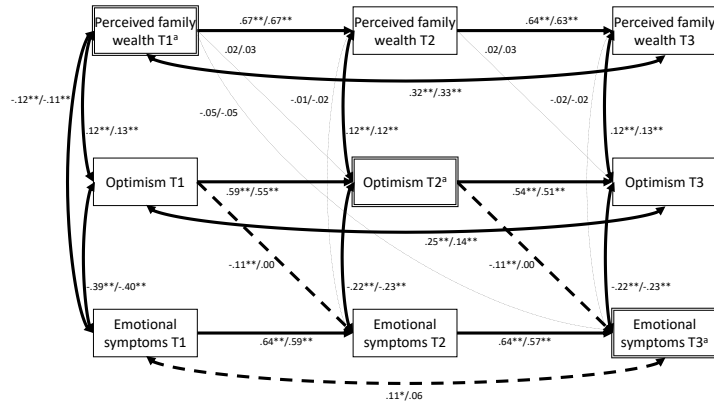 Perceived family
wealth T1a
.67**/.67**
Perceived family
wealth T2
.64**/.63**
Perceived family
wealth T3
.02/.03
.02/.03
-.12**/-.11**
.32**/.33**
-.01/-.02
-.02/-.02
-.05/-.05
.12**/.13**
.12**/.12**
.12**/.13**
Optimism T1
.59**/.55**
Optimism T2a
.54**/.51**
Optimism T3
.25**/.14**
-.11**/.00
-.11**/.00
-.39**/-.40**
-.22**/-.23**
-.22**/-.23**
Emotional
symptoms T1
.64**/.59**
Emotional
symptoms T2
.64**/.57**
Emotional
symptoms T3a
.11*/.06